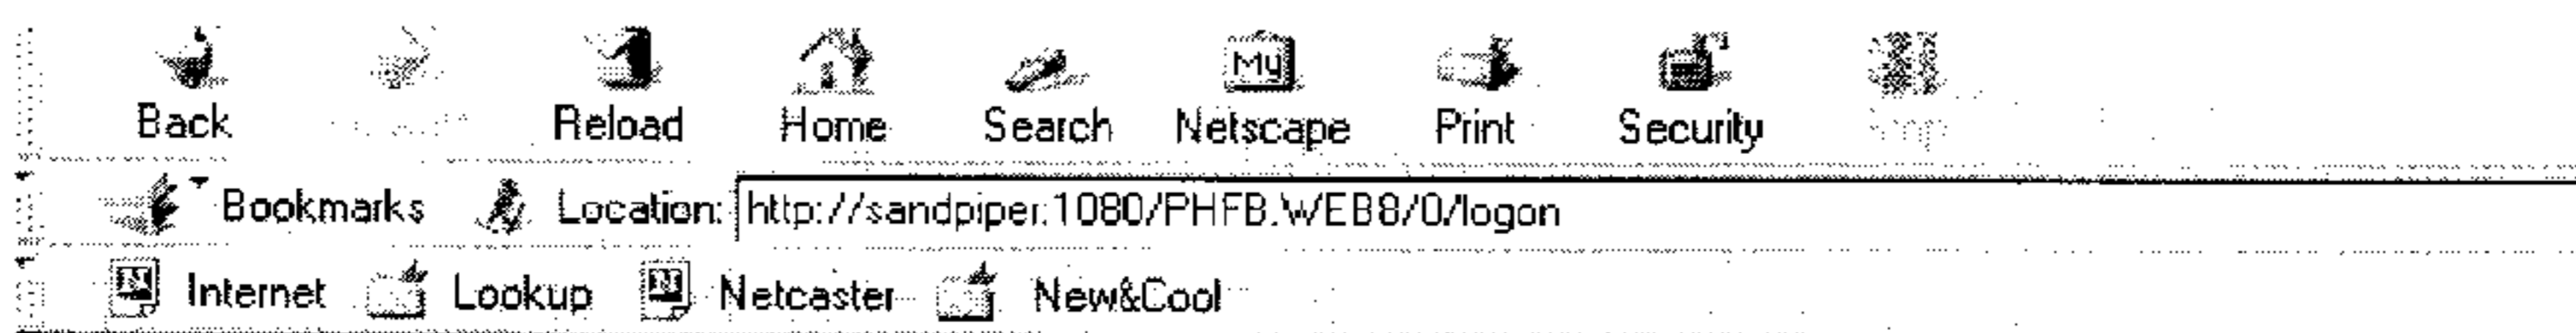 My
Back Reload Home Search Netscape Print Security
Bookmarks Location: http://sandpiper:1080/PHFB.WEB8/0/logon
Internet Lookup Netcaster New&Cool